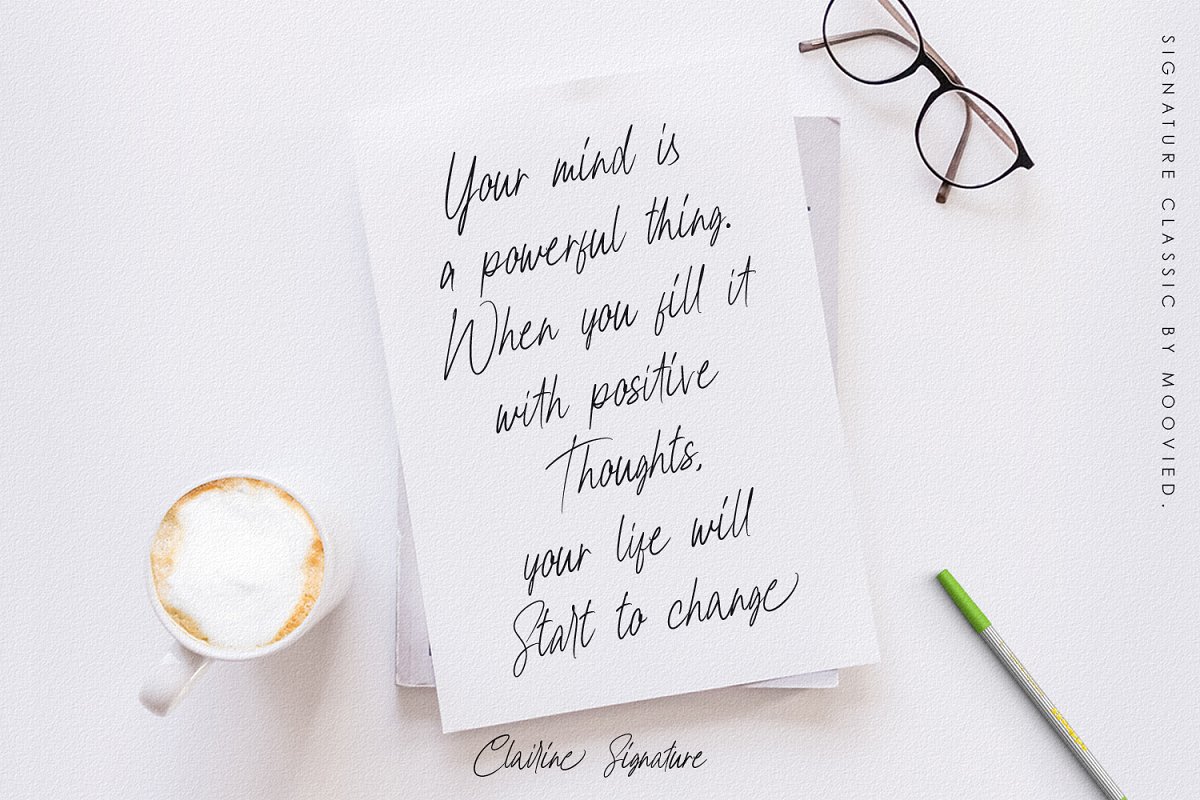 Your mind is
a powerful thing.
When you fill it
with positive
Thoughts,
your life will
Start to change
Clairine Signature
SIGNATURE CLASSIC BY MOOVIED.